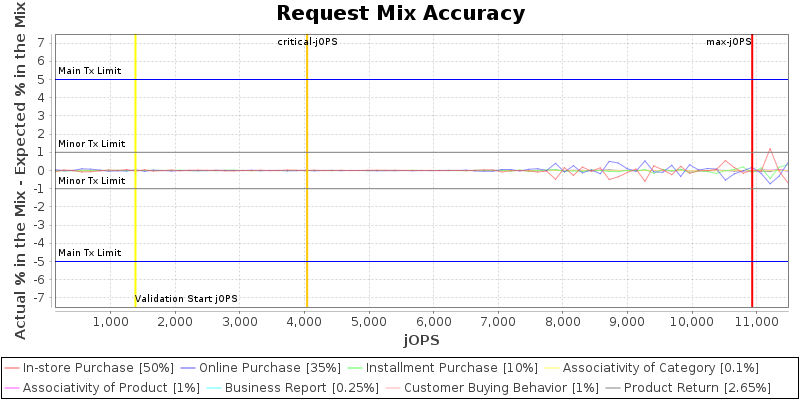 Request Mix Accuracy
Actual % in the Mix - Expected % in the Mix
7
6
5
4
3
2
1
0
-1
-2
-3
-4
-5
-6
-7
critical-jOPS
max-jOPS
Main Tx Limit
Minor Tx Limit
Minor Tx Limit
Main Tx Limit
Validation Start jOPS
1,000 2,000 3,000 4,000 5,000 6,000 7,000 8,000 9,000 10,000 11,000
jOPS
In-store Purchase [50%] Online Purchase [35%] Installment Purchase [10%] Associativity of Category [0.1%]
Associativity of Product [1%] Business Report [0.25%] Customer Buying Behavior [1%] Product Return [2.65%]